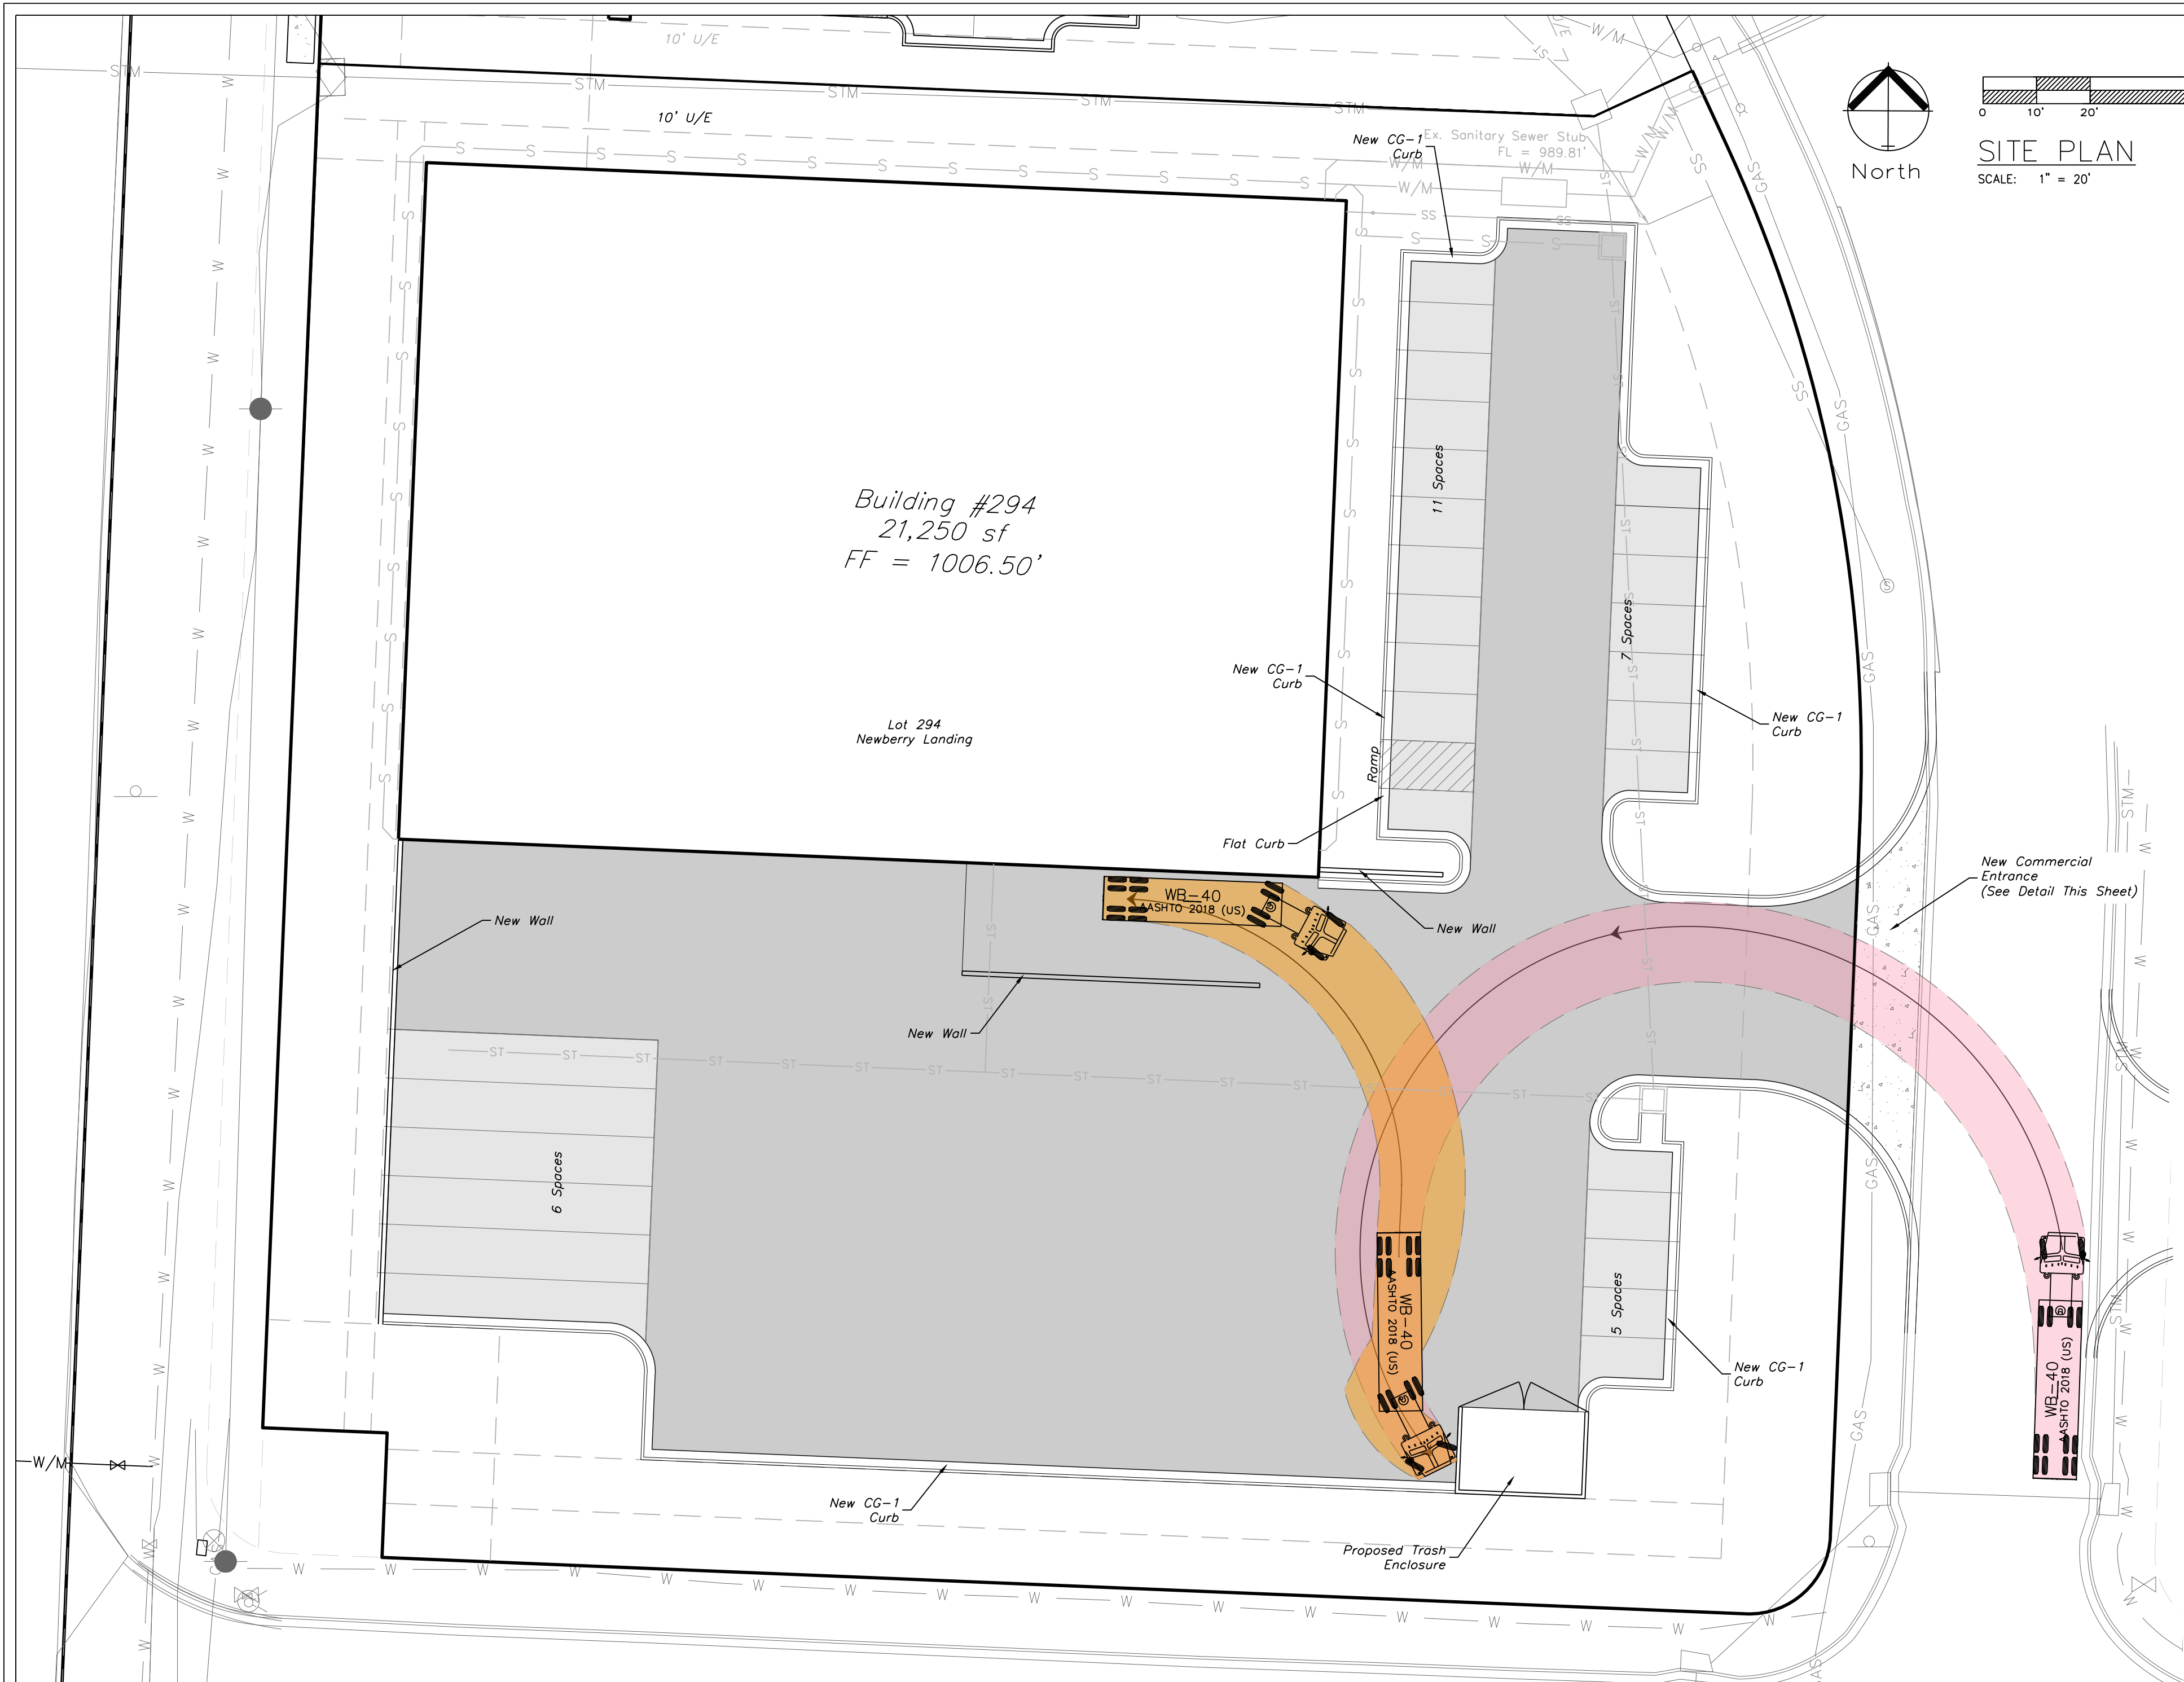 10' U/E
U/E
W/M
STM
STM
STM
STM
STM
10' U/E
New CG-1
Curb
Ex. Sanitary Sewer Stub
FL = 989.81'
W/M
W/M
W/M
North
0 10' 20'
SITE PLAN
SCALE: 1" = 20'
SS
SS
GAS
Building #294
21,250 sf
FF = 1006.50'
11 Spaces
7 Spaces
New CG-1
Curb
Lot 294
Newberry Landing
New CG-1
Curb
Ramp
Flat Curb
New Commercial
Entrance
(See Detail This Sheet)
WB-40
AASHTO 2018 (US)
New Wall
New Wall
New Wall
6 Spaces
5 Spaces
WB-40
AASHTO 2018 (US)
WB-40
AASHTO 2018 (US)
New CG-1
Curb
W/M
New CG-1
Curb
Proposed Trash
Enclosure